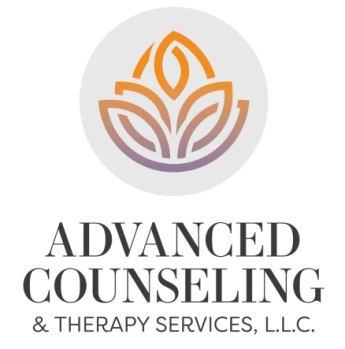 ADVANCED
COUNSELING
& THERAPY SERVICES, L.L.C.